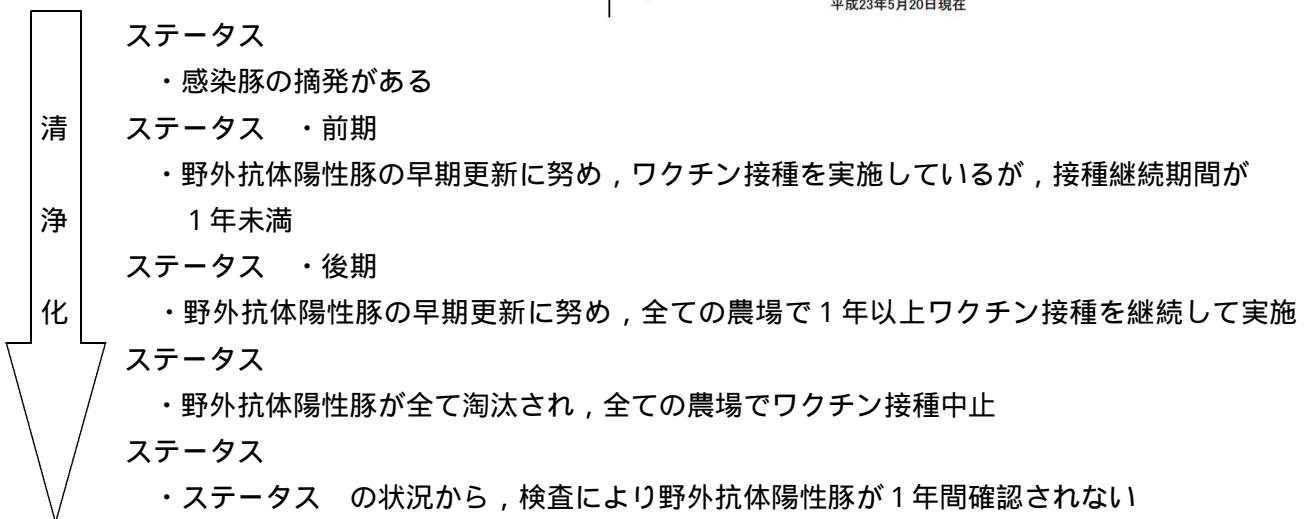 平成23年5月20日現在
ステータス
・感染豚の摘発がある
ステータス ・前期
・野外抗体陽性豚の早期更新に努め，ワクチン接種を実施しているが，接種継続期間が
１年未満
ステータス ・後期
・野外抗体陽性豚の早期更新に努め，全ての農場で１年以上ワクチン接種を継続して実施
ステータス
・野外抗体陽性豚が全て淘汰され，全ての農場でワクチン接種中止
ステータス
・ステータス の状況から，検査により野外抗体陽性豚が１年間確認されない
清
浄
化